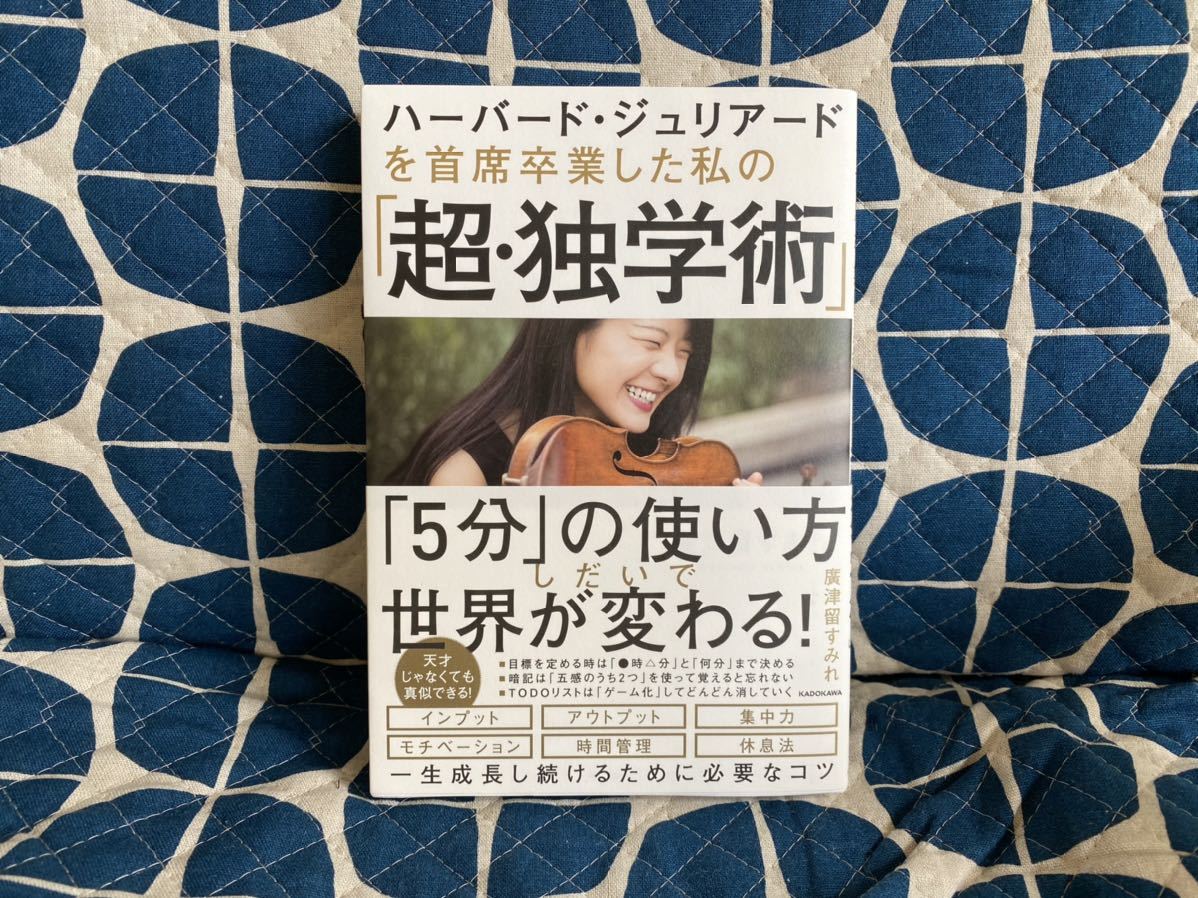 ハーバード・ジュリアード
を首席卒業した私の
「超・独学術」
「5分」の使い方
しだいで
世界が変わる!
廣津留すみれ
天才
じゃなくても
真似できる!
■目標を定める時は「●時△分」と「何分」まで決める
■暗記は「五感のうち2つ」を使って覚えると忘れない
■TODOリストは「ゲーム化」してどんどん消していく
KADOKAWA
インプット
アウトプット
集中力
モチベーション
時間管理
休息法
一生成長し続けるために必要なコツ